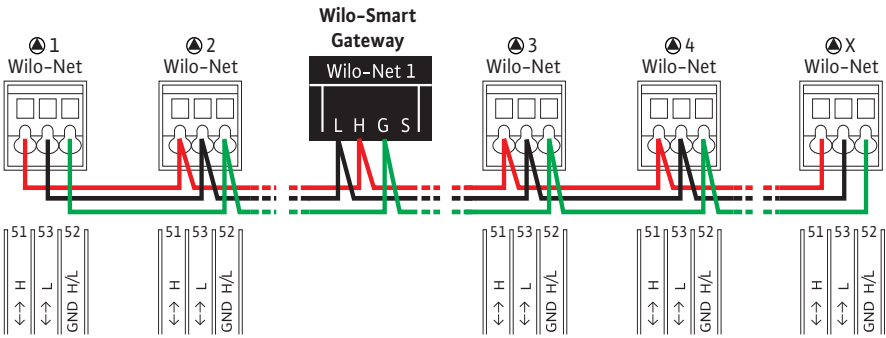 Wilo-Smart
Gateway
1
Wilo-Net
2
Wilo-Net
Wilo-Net 1
3
Wilo-Net
4
Wilo-Net
X
Wilo-Net
L H G S
51 53 52
H L GND H/L
51 53 52
H L GND H/L
51 53 52
H L GND H/L
51 53 52
H L GND H/L
51 53 52
H L GND H/L